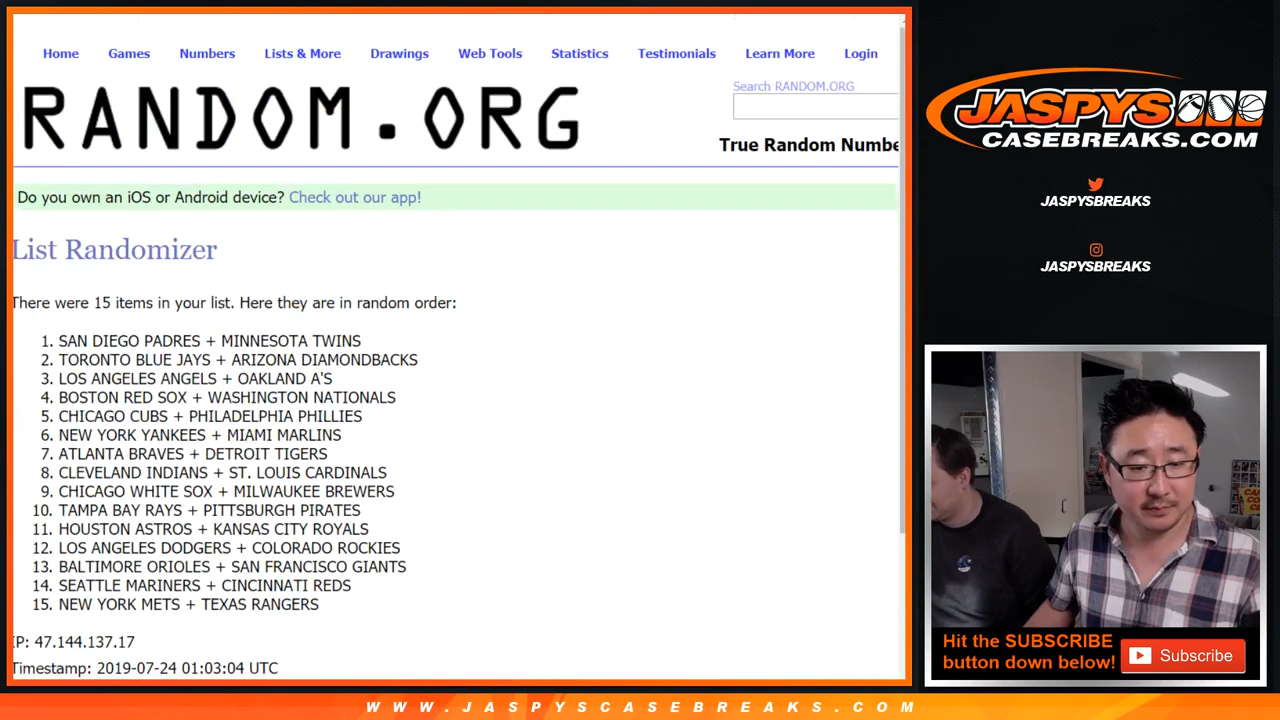 Home Games Numbers Lists & More Drawings Web Tools Statistics Testimonials Learn More Login
RANDOM.ORG
Search RANDOM.ORG
True Random Numbe
Do you own an iOS or Android device? Check out our app!
List Randomizer
There were 15 items in your list. Here they are in random order:
1. SAN DIEGO PADRES + MINNESOTA TWINS
2. TORONTO BLUE JAYS + ARIZONA DIAMONDBACKS
3. LOS ANGELES ANGELS + OAKLAND A'S
4. BOSTON RED SOX + WASHINGTON NATIONALS
5. CHICAGO CUBS + PHILADELPHIA PHILLIES
6. NEW YORK YANKEES + MIAMI MARLINS
7. ATLANTA BRAVES + DETROIT TIGERS
8. CLEVELAND INDIANS + ST. LOUIS CARDINALS
9. CHICAGO WHITE SOX + MILWAUKEE BREWERS
10. TAMPA BAY RAYS + PITTSBURGH PIRATES
11. HOUSTON ASTROS + KANSAS CITY ROYALS
12. LOS ANGELES DODGERS + COLORADO ROCKIES
13. BALTIMORE ORIOLES + SAN FRANCISCO GIANTS
14. SEATTLE MARINERS + CINCINNATI REDS
15. NEW YORK METS + TEXAS RANGERS
IP: 47.144.137.17
Timestamp: 2019-07-24 01:03:04 UTC
JASPYS
CASEBREAKS.COM
JASPYSBREAKS
JASPYSBREAKS
Hit the SUBSCRIBE
button down below!
Subscribe
WWW.JASPYSCASEBREAKS.COM